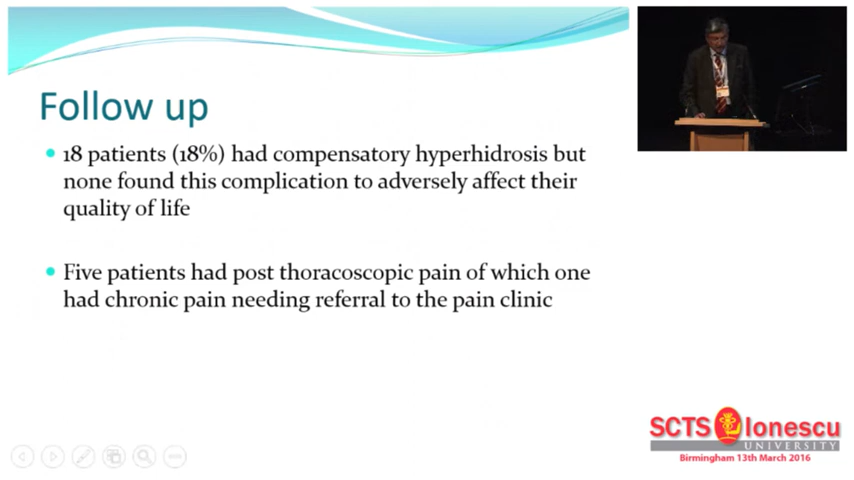 Follow up
18 patients (18%) had compensatory hyperhidrosis but
none found this complication to adversely affect their
quality of life
Five patients had post thoracoscopic pain of which one
had chronic pain needing referral to the pain clinic
SCTS Ionescu
UNIVERSITY
Birmingham 13th March 2016